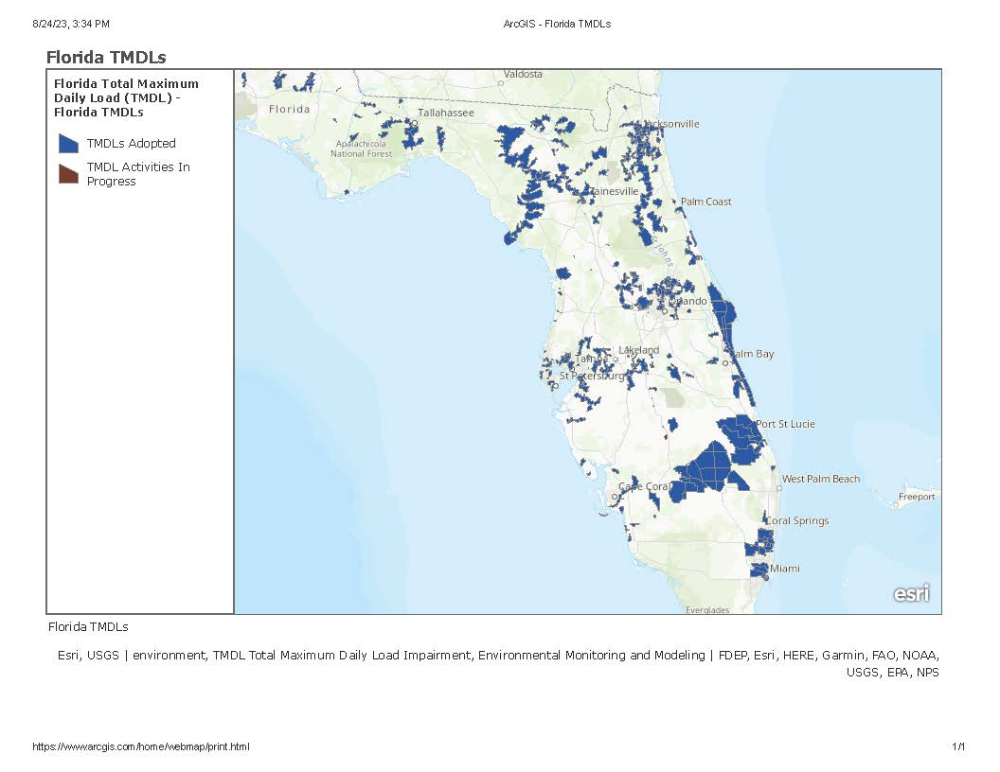 8/24/23, 3:34 PM
ArcGIS - Florida TMDLs
Florida TMDLs
Florida Total Maximum
Daily Load (TMDL) -
Florida TMDLs
TMDLs Adopted
TMDL Activities In
Progress
Valdosta
Florida
Tallahassee
Jacksonville
Apalachicola
National Forest
Gainesville
Palm Coast
St Johns
Orlando
Lakeland
Palm Bay
Tampa
St Petersburg
Port St Lucie
Cape Coral
West Palm Beach
Freeport
Coral Springs
Miami
esri
Everglades
Florida TMDLs
Esri, USGS | environment, TMDL Total Maximum Daily Load Impairment, Environmental Monitoring and Modeling | FDEP, Esri, HERE, Garmin, FAO, NOAA,
USGS, EPA, NPS
https://www.arcgis.com/home/webmap/print.html
1/1